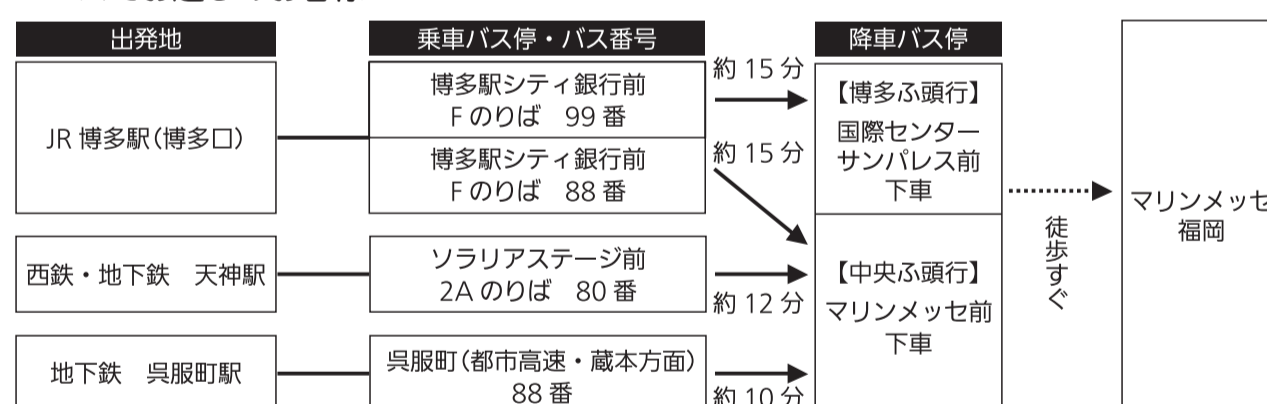 出発地
乗車バス停・バス番号
降車バス停
JR 博多駅(博多口)
博多駅シティ銀行前
F のりば　99 番
約 15 分
博多駅シティ銀行前
F のりば　88 番
約 15 分
【博多ふ頭行】
国際センター
サンパレス前
下車
西鉄・地下鉄　天神駅
ソラリアステージ前
2A のりば　80 番
約 12 分
【中央ふ頭行】
マリンメッセ前
下車
地下鉄　呉服町駅
呉服町(都市高速・蔵本方面)
88 番
約 10 分
徒歩すぐ
マリンメッセ
福岡